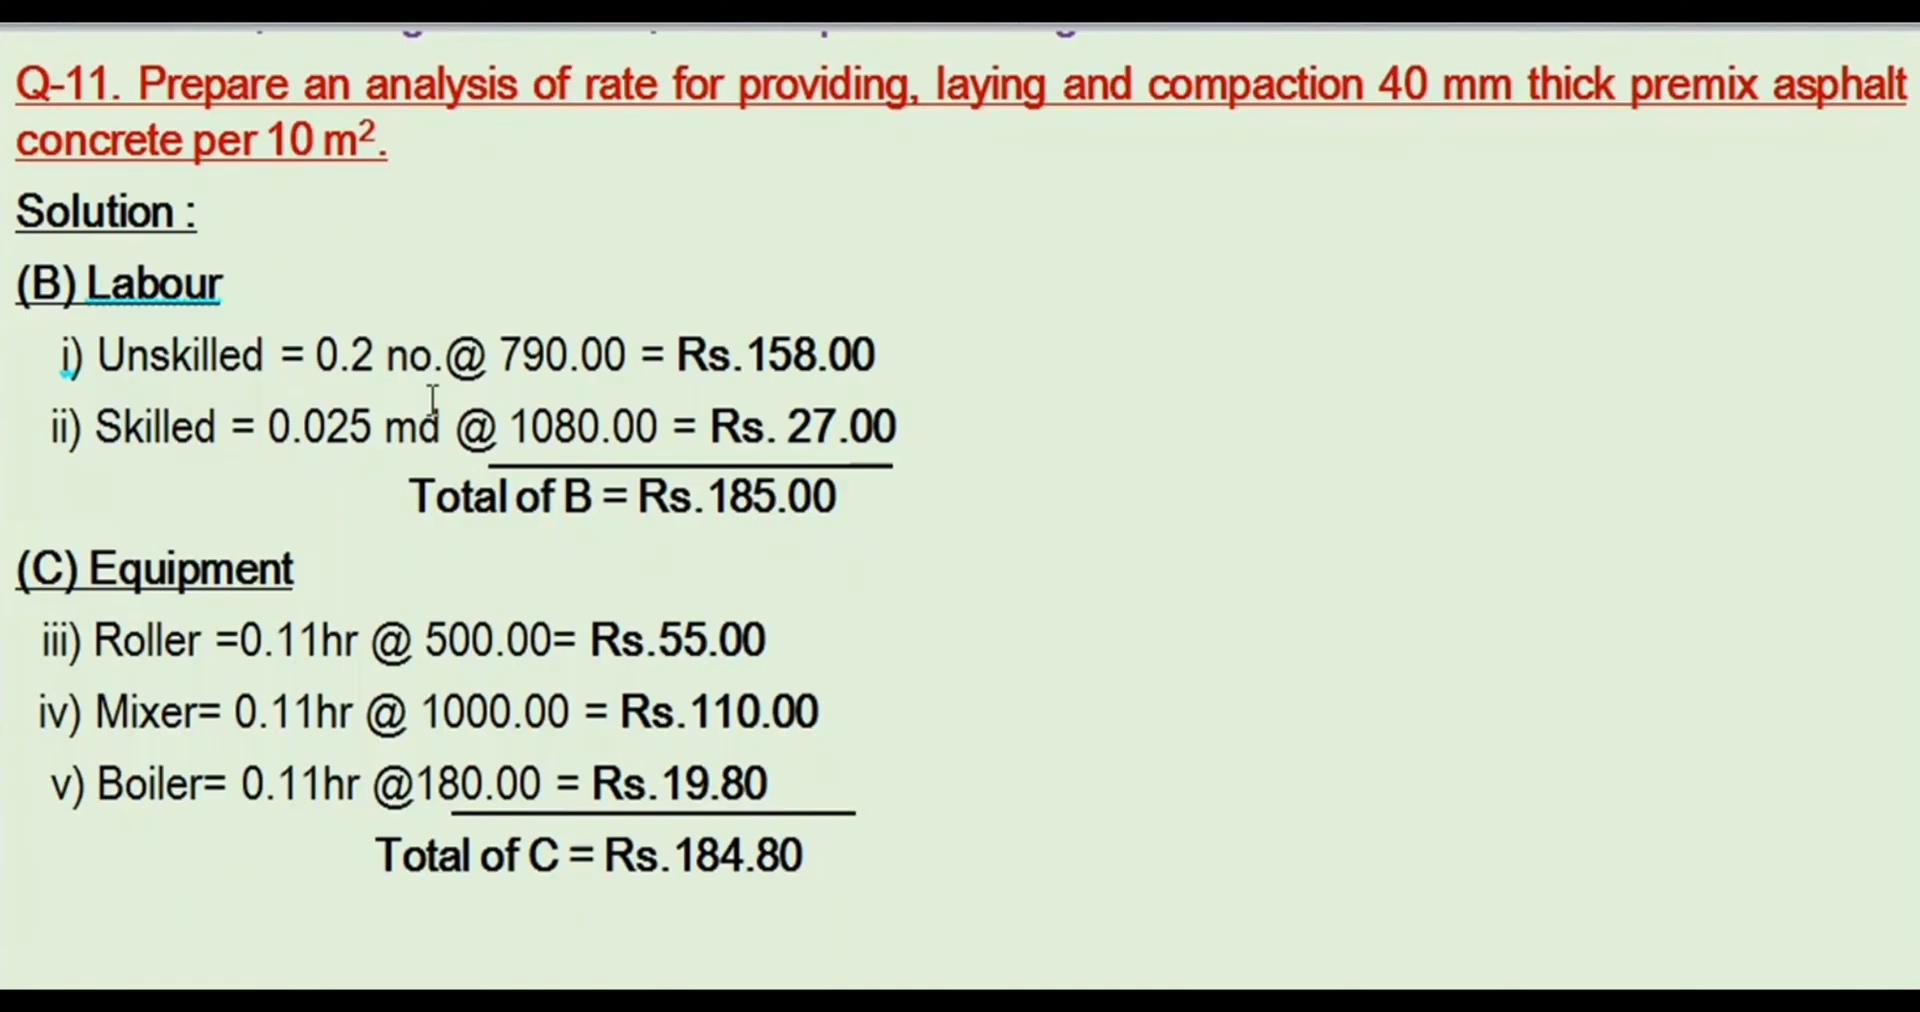 Q-11. Prepare an analysis of rate for providing, laying and compaction 40 mm thick premix asphalt
concrete per 10 m².
Solution :
(B) Labour
i) Unskilled = 0.2 no.@ 790.00 = Rs.158.00
ii) Skilled = 0.025 md @ 1080.00 = Rs. 27.00
Total of B = Rs.185.00
(C) Equipment
iii) Roller =0.11hr @ 500.00= Rs.55.00
iv) Mixer= 0.11hr @ 1000.00 = Rs.110.00
v) Boiler= 0.11hr @180.00 = Rs.19.80
Total of C = Rs.184.80